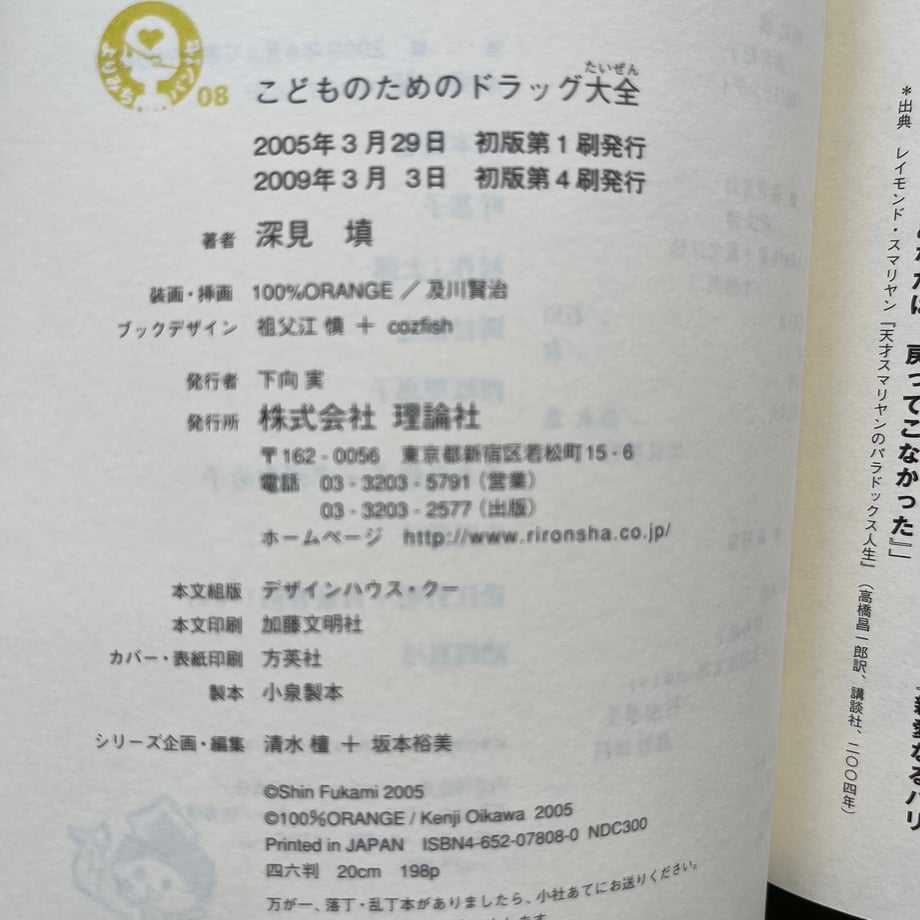 よりみちパン!セ
08 こどものためのドラッグ大全
たいぜん
2005年3月29日 初版第1刷発行
2009年3月 3日 初版第4刷発行
著者 深見 填
装画・挿画 100%ORANGE / 及川賢治
ブックデザイン 祖父江 慎 + cozfish
発行者 下向 実
発行所 株式会社 理論社
〒162-0056 東京都新宿区若松町15-6
電話 03-3203-5791(営業)
03-3203-2577(出版)
ホームページ http://www.rironsha.co.jp/
本文組版 デザインハウス・クー
本文印刷 加藤文明社
カバー・表紙印刷 方英社
製本 小泉製本
シリーズ企画・編集 清水 檀 + 坂本裕美
©Shin Fukami 2005
©100%ORANGE / Kenji Oikawa 2005
Printed in JAPAN ISBN4-652-07808-0 NDC300
四六判 20cm 198p
万が一、落丁・乱丁本がありましたら、小社あてにお送りください。
戻ってこなかった』」
*出典 レイモンド・スマリヤン『天才スマリヤンのパラドックス人生』(高橋昌一郎訳、講談社、二〇〇四年)